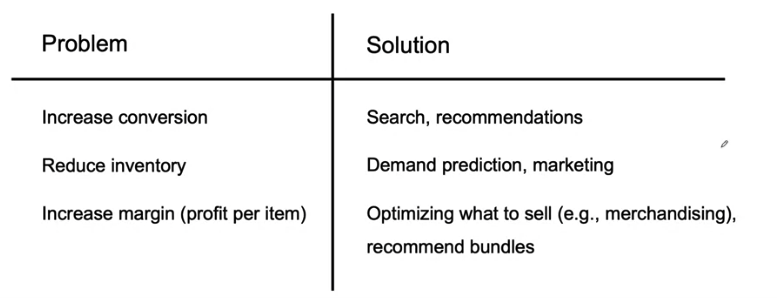 Problem
Solution
Increase conversion
Search, recommendations
Reduce inventory
Demand prediction, marketing
Increase margin (profit per item)
Optimizing what to sell (e.g., merchandising),
recommend bundles